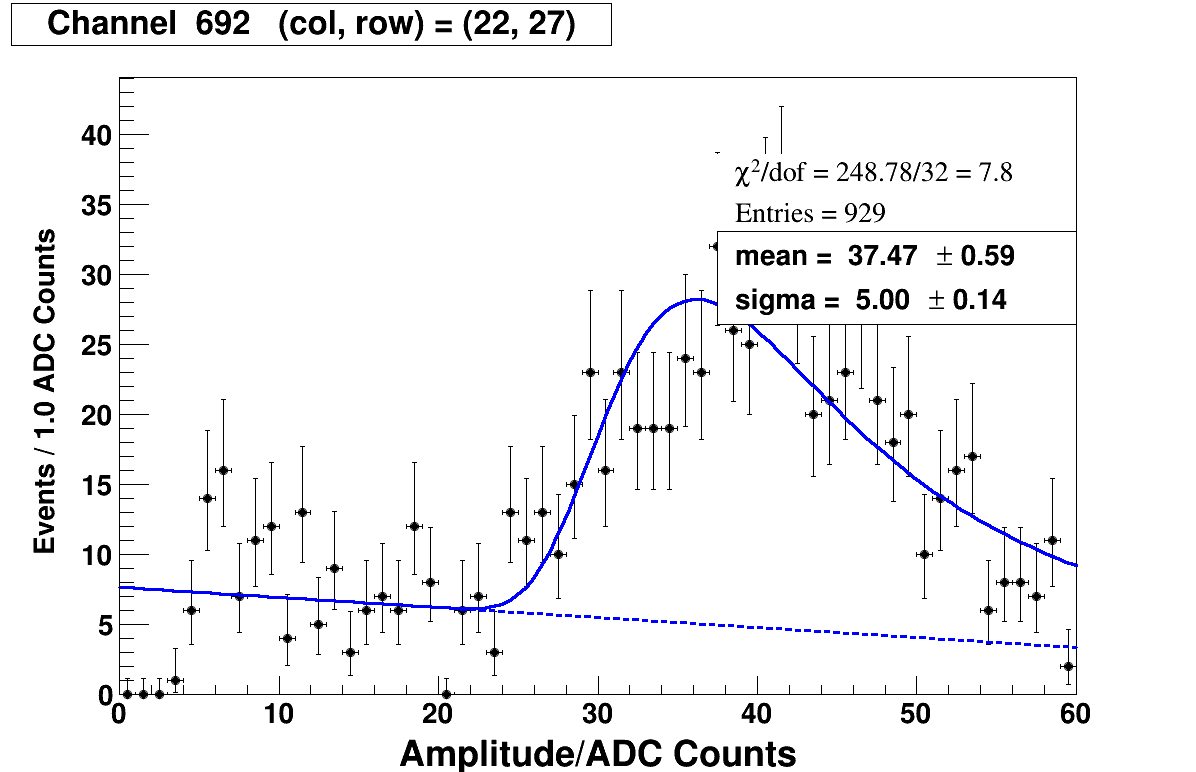 Channel 692 (col, row) = (22, 27)
40
35
30
25
20
15
10
5
0
Events / 1.0 ADC Counts
χ²/dof = 248.78/32 = 7.8
Entries = 929
mean = 37.47 ± 0.59
sigma = 5.00 ± 0.14
0 10 20 30 40 50 60
Amplitude/ADC Counts